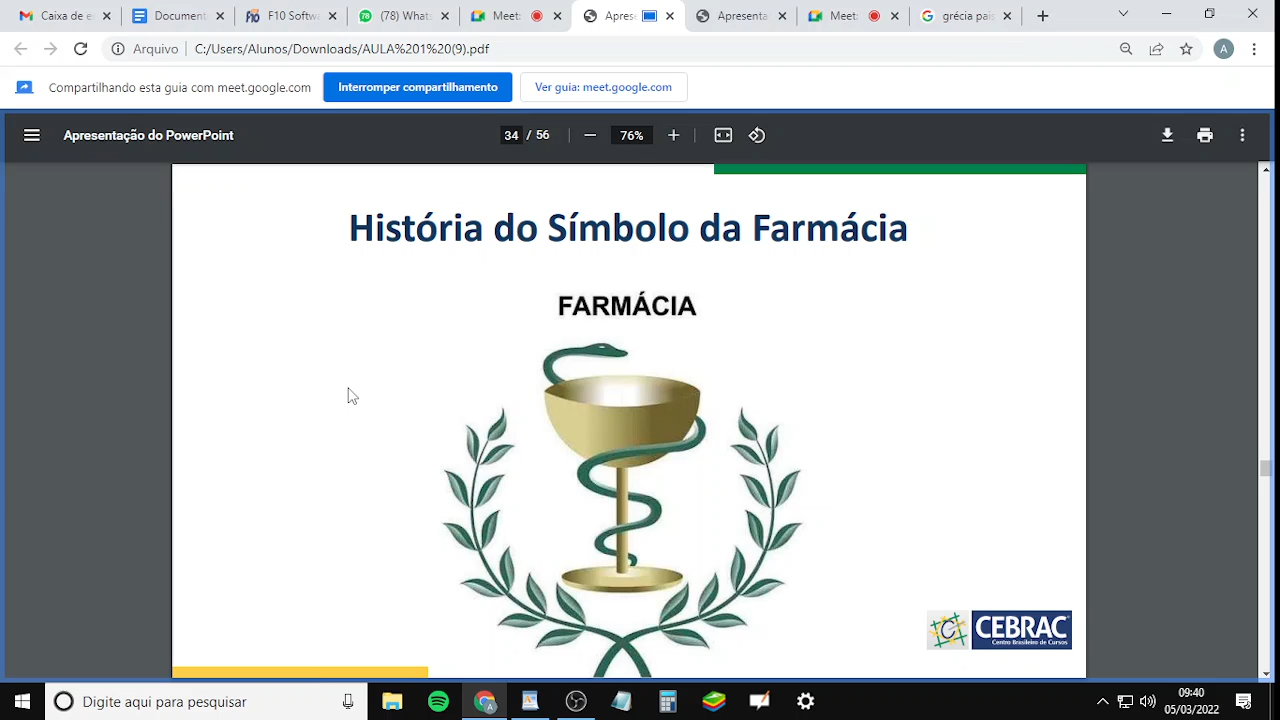 Caixa de e
Document
F10 Softwa
(78) Whats
Meet:
Apres
Apresenta
Meet:
grécia país
Arquivo
C:/Users/Alunos/Downloads/AULA%201%20(9).pdf
A
Compartilhando esta guia com meet.google.com
Interromper compartilhamento
Ver guia: meet.google.com
Apresentação do PowerPoint
34 / 56
76%
História do Símbolo da Farmácia
FARMÁCIA
CEBRAC
Centro Brasileiro de Cursos
Digite aqui para pesquisar
09:40
05/03/2022